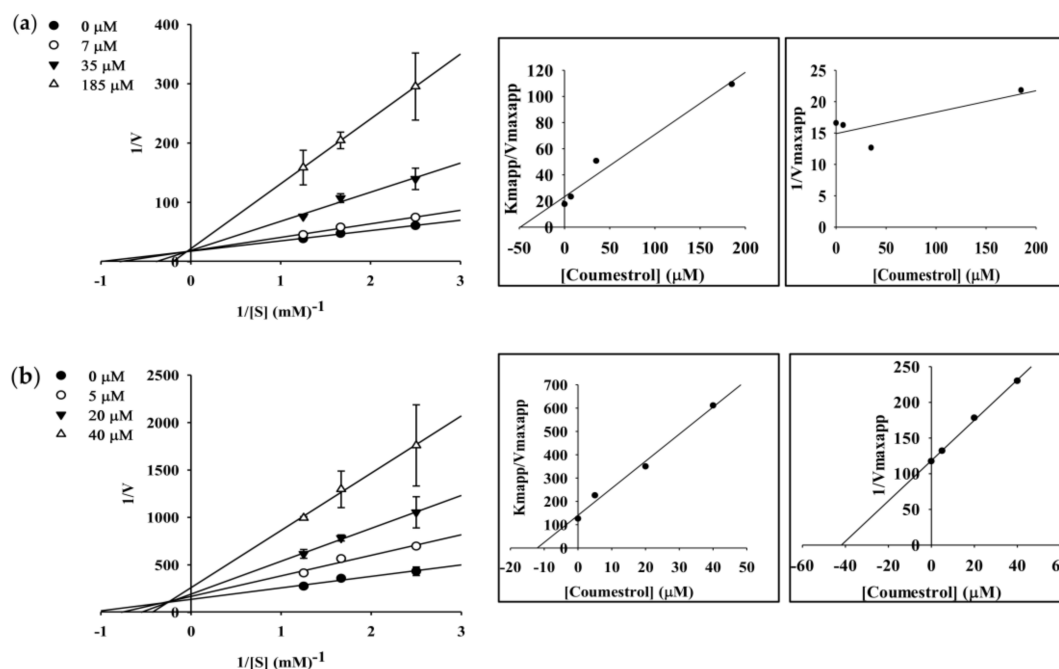 (a)
0 μM
7 μM
35 μM
185 μM
400
300
200
100
0
1/V
-1 0 1 2 3
1/[S] (mM)-1
120
100
80
60
40
20
0
Kmapp/Vmaxapp
-50 0 50 100 150 200
[Coumestrol] (μM)
25
20
15
10
5
0
1/Vmaxapp
0 50 100 150 200
[Coumestrol] (μM)
(b)
0 μM
5 μM
20 μM
40 μM
2500
2000
1500
1000
500
0
1/V
-1 0 1 2 3
1/[S] (mM)-1
700
600
500
400
300
200
100
0
Kmapp/Vmaxapp
-20 -10 0 10 20 30 40 50
[Coumestrol] (μM)
250
200
150
100
50
0
1/Vmaxapp
-60 -40 -20 0 20 40 60
[Coumestrol] (μM)